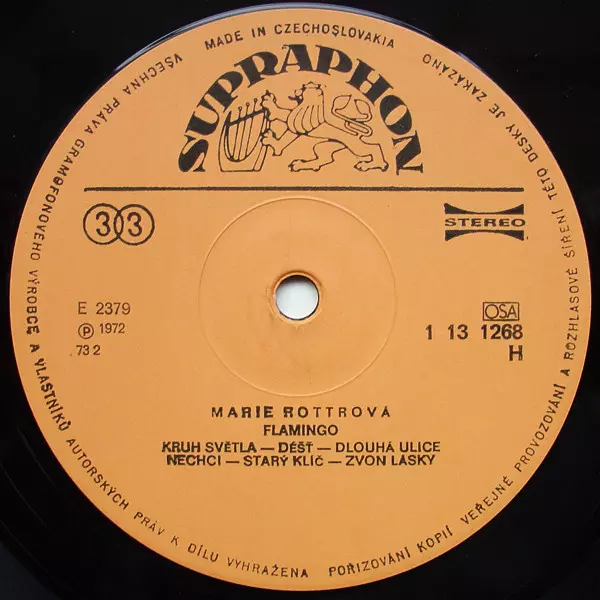 MADE IN CZECHOSLOVAKIA
VŠECHNA PRÁVA GRAMOFONOVÉHO VÝROBCE A VLASTNÍKŮ AUTORSKÝCH PRÁV K DÍLU VYHRAŽENA
POŘIZOVÁNÍ KOPIÍ VEŘEJNÉ PROVOZOVÁNÍ A ROZHLASOVÉ ŠÍŘENÍ TÉTO DESKY JE ZAKÁZÁNO
SUPRAPHON
33
STEREO
E 2379
OSA
Ⓟ 1972
1 13 1268
73 2
H
MARIE ROTTROVÁ
FLAMINGO
KRUH SVĚTLA — DÉŠŤ — DLOUHÁ ULICE
NECHCI — STARÝ KLÍČ — ZVON LÁSKY